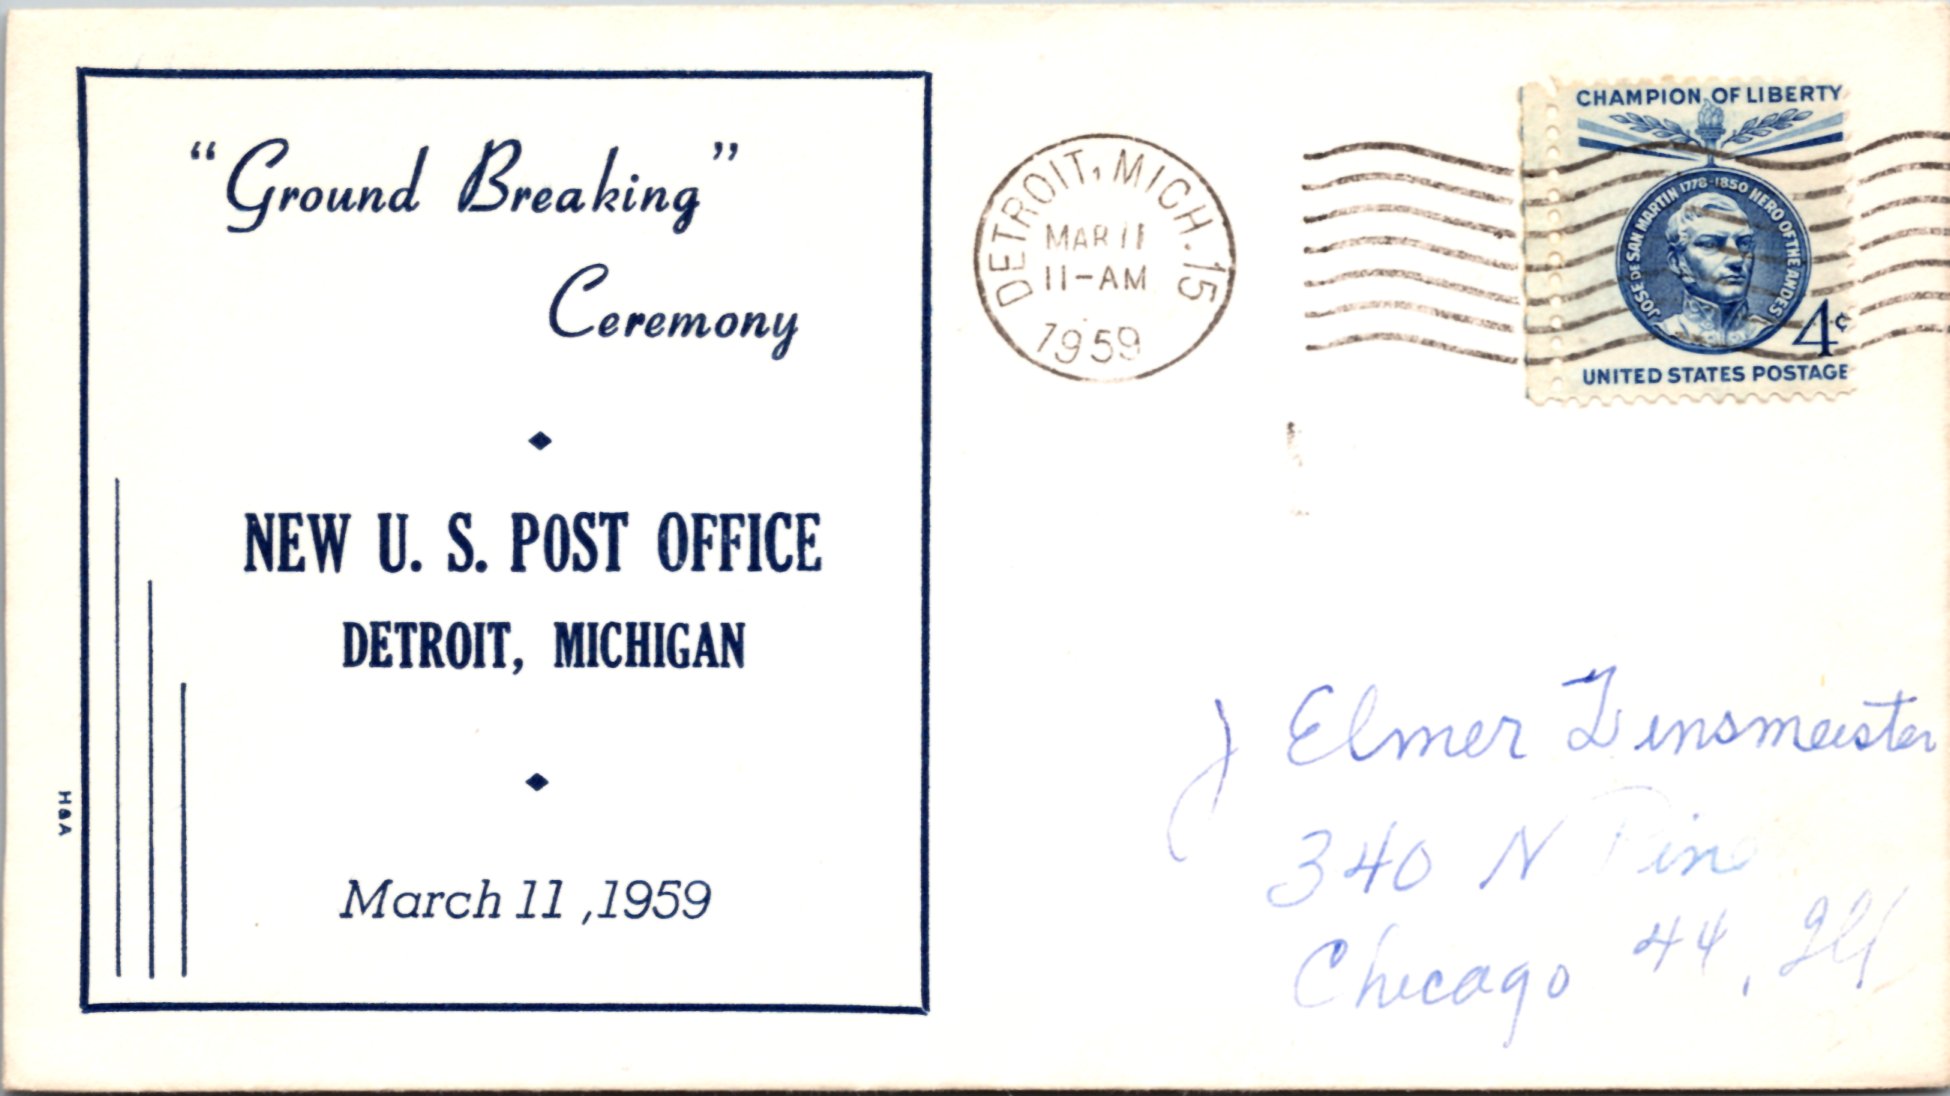 “Ground Breaking”
Ceremony
NEW U. S. POST OFFICE
DETROIT, MICHIGAN
March 11 ,1959
H&A
DETROIT, MICH. 15
MAR 11
11-AM
1959
CHAMPION OF LIBERTY
JOSE DE SAN MARTIN 1778-1850 HERO OF THE ANDES
4¢
UNITED STATES POSTAGE
J Elmer Zinsmeister
340 N Pine
Chicago 44, Ill